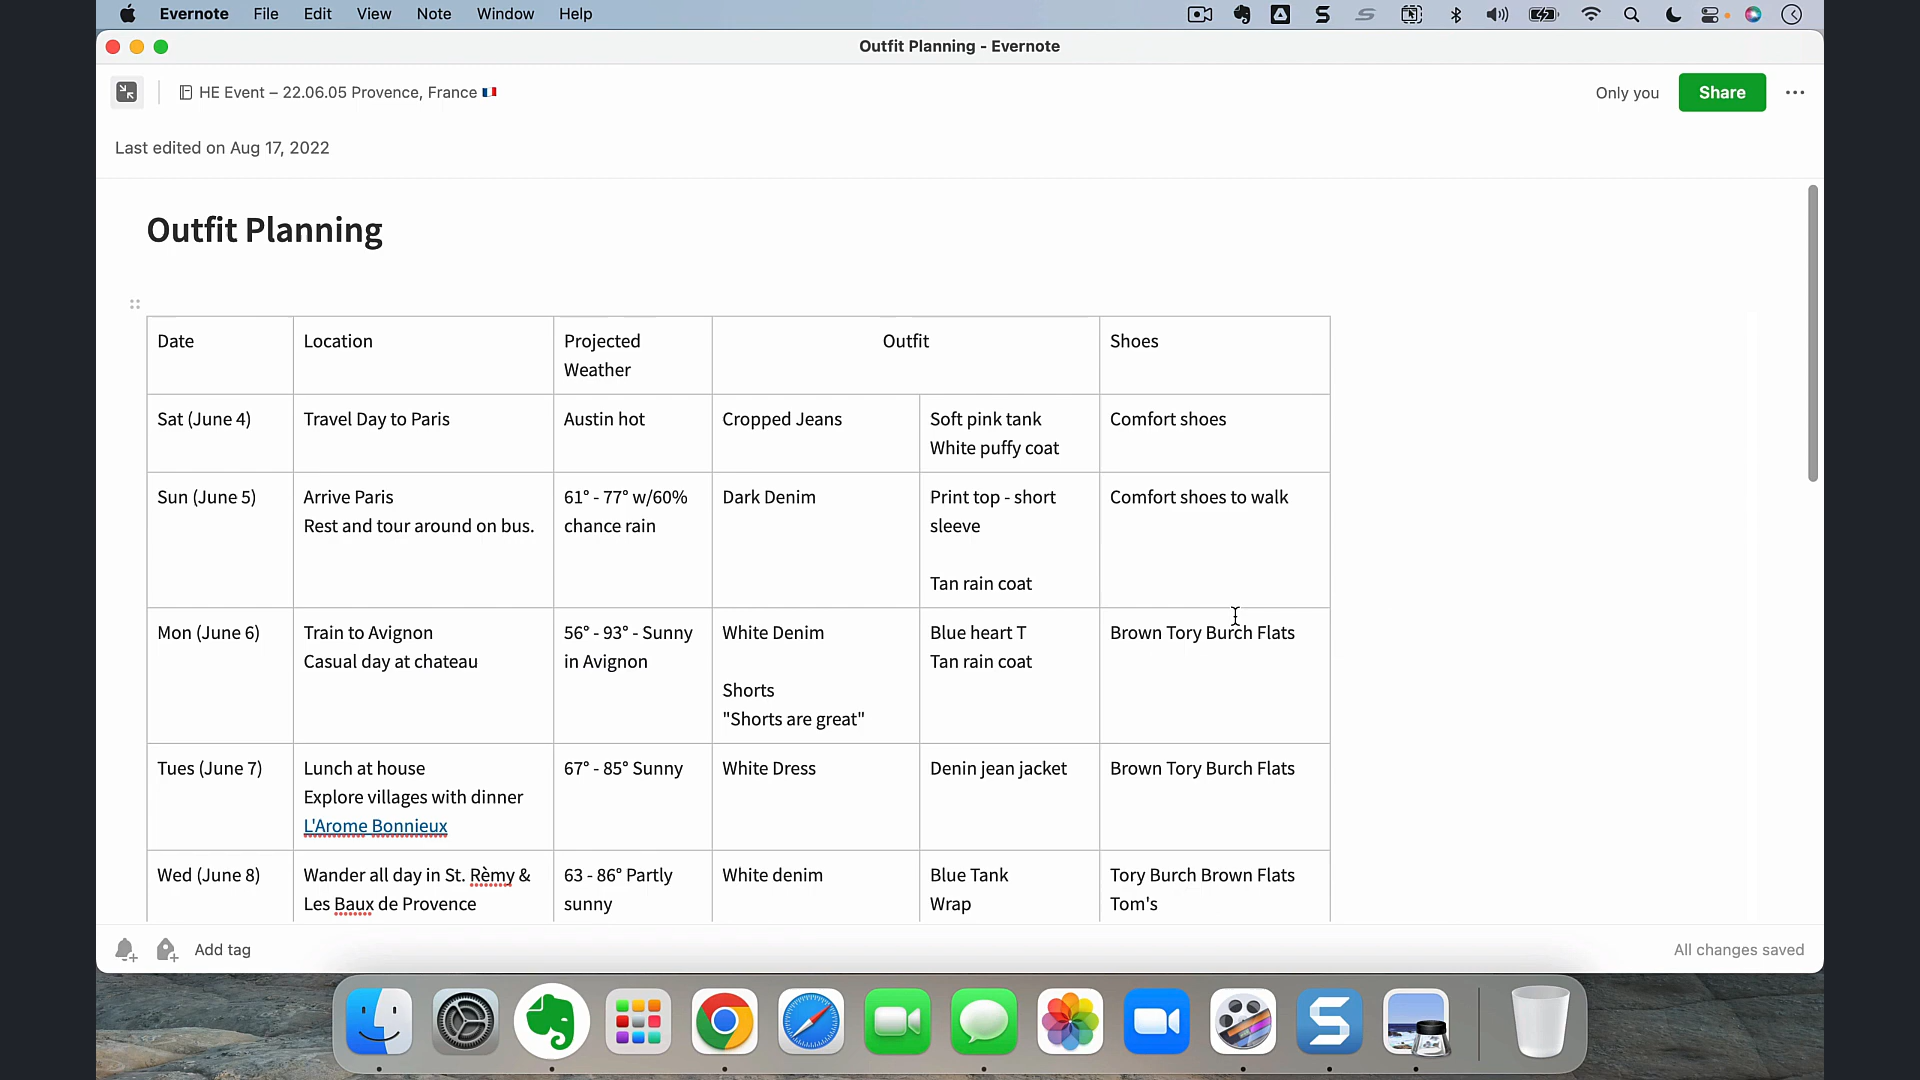 Evernote File Edit View Note Window Help
Outfit Planning - Evernote
HE Event – 22.06.05 Provence, France
Only you
Share
Last edited on Aug 17, 2022
Outfit Planning
Date
Location
Projected
Weather
Outfit
Shoes
Sat (June 4)
Travel Day to Paris
Austin hot
Cropped Jeans
Soft pink tank
White puffy coat
Comfort shoes
Sun (June 5)
Arrive Paris
Rest and tour around on bus.
61° - 77° w/60%
chance rain
Dark Denim
Print top - short
sleeve
Tan rain coat
Comfort shoes to walk
Mon (June 6)
Train to Avignon
Casual day at chateau
56° - 93° - Sunny
in Avignon
White Denim
Shorts
"Shorts are great"
Blue heart T
Tan rain coat
Brown Tory Burch Flats
Tues (June 7)
Lunch at house
Explore villages with dinner
L'Arome Bonnieux
67° - 85° Sunny
White Dress
Denin jean jacket
Brown Tory Burch Flats
Wed (June 8)
Wander all day in St. Rèmy &
Les Baux de Provence
63 - 86° Partly
sunny
White denim
Blue Tank
Wrap
Tory Burch Brown Flats
Tom's
Add tag
All changes saved